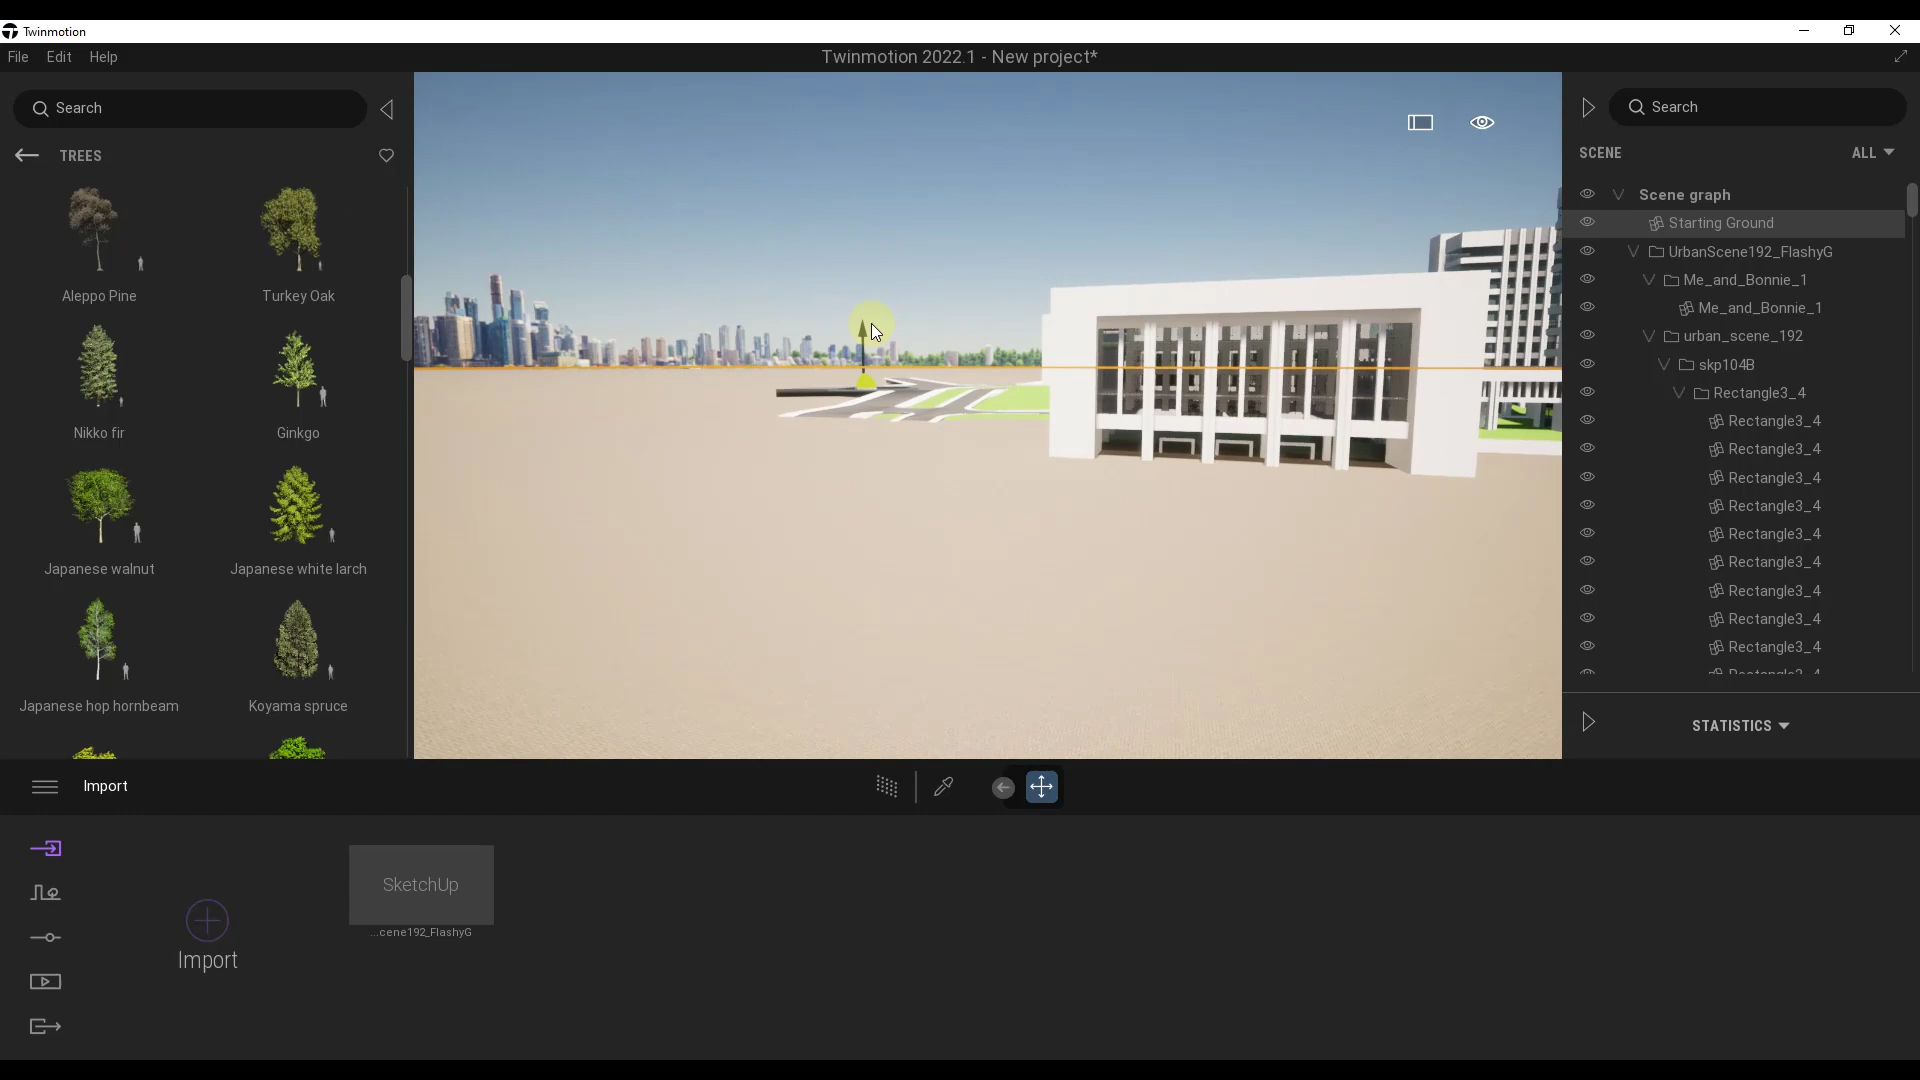 Twinmotion
File Edit Help
Twinmotion 2022.1 - New project*
Search
TREES
Aleppo Pine
Turkey Oak
Nikko fir
Ginkgo
Japanese walnut
Japanese white larch
Japanese hop hornbeam
Koyama spruce
Search
SCENE
ALL
Scene graph
Starting Ground
UrbanScene192_FlashyG
Me_and_Bonnie_1
Me_and_Bonnie_1
urban_scene_192
skp104B
Rectangle3_4
Rectangle3_4
Rectangle3_4
Rectangle3_4
Rectangle3_4
Rectangle3_4
Rectangle3_4
Rectangle3_4
Rectangle3_4
Rectangle3_4
Rectangle3_4
STATISTICS
Import
Import
SketchUp
...cene192_FlashyG